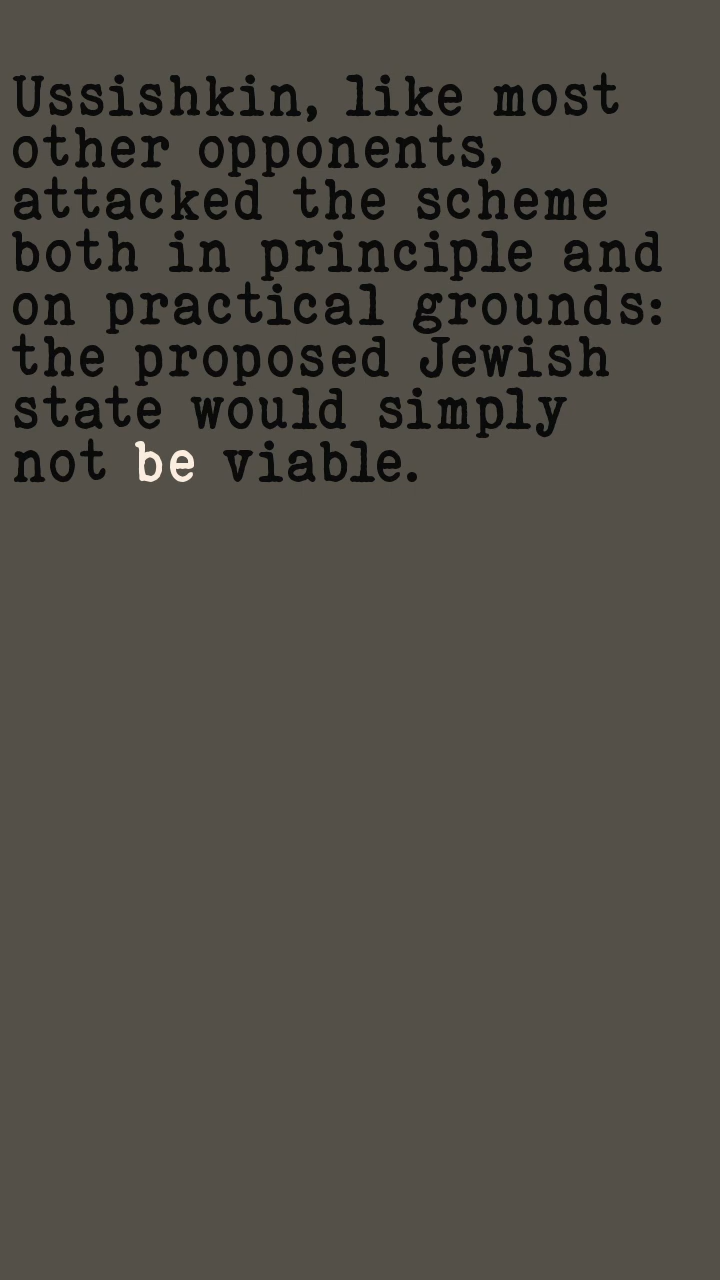 Ussishkin, like most
other opponents,
attacked the scheme
both in principle and
on practical grounds:
the proposed Jewish
state would simply
not be viable.